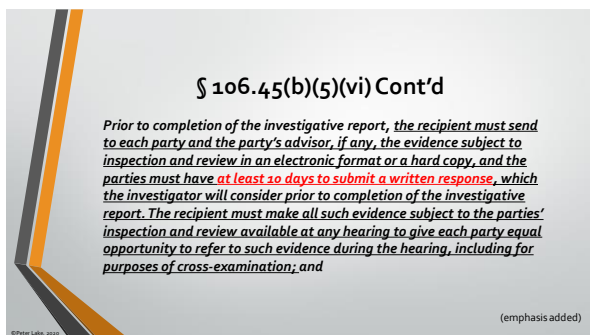 § 106.45(b)(5)(vi) Cont'd
Prior to completion of the investigative report, the recipient must send
to each party and the party's advisor, if any, the evidence subject to
inspection and review in an electronic format or a hard copy, and the
parties must have at least 10 days to submit a written response, which
the investigator will consider prior to completion of the investigative
report. The recipient must make all such evidence subject to the parties'
inspection and review available at any hearing to give each party equal
opportunity to refer to such evidence during the hearing, including for
purposes of cross-examination; and
(emphasis added)
©Peter Lake, 2020